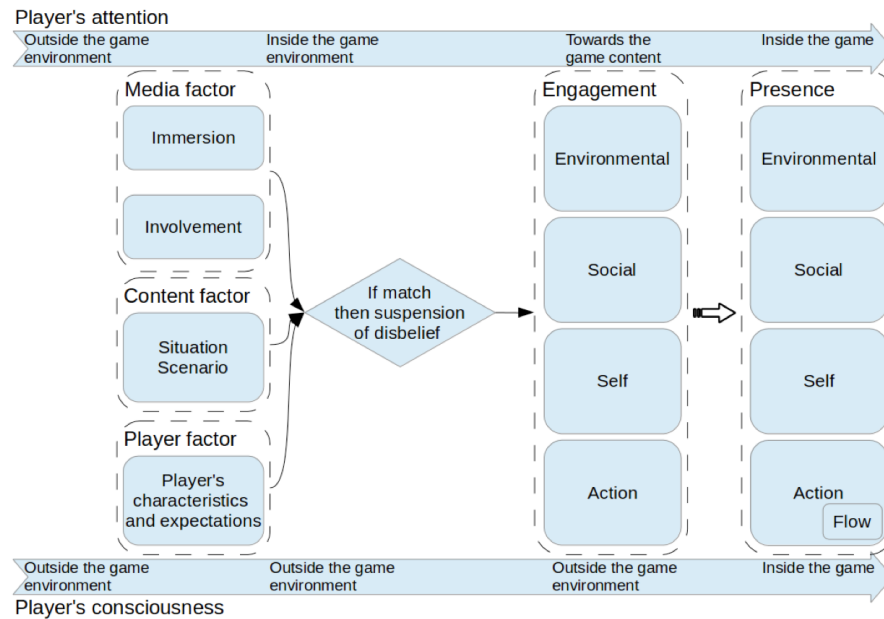 Player's attention
Outside the game
environment
Inside the game
environment
Towards the
game content
Inside the game
Media factor
Immersion
Involvement
Content factor
Situation
Scenario
Player factor
Player's
characteristics
and expectations
If match
then suspension
of disbelief
Engagement
Environmental
Social
Self
Action
Presence
Environmental
Social
Self
Action
Flow
Outside the game
environment
Outside the game
environment
Outside the game
environment
Inside the game
Player's consciousness